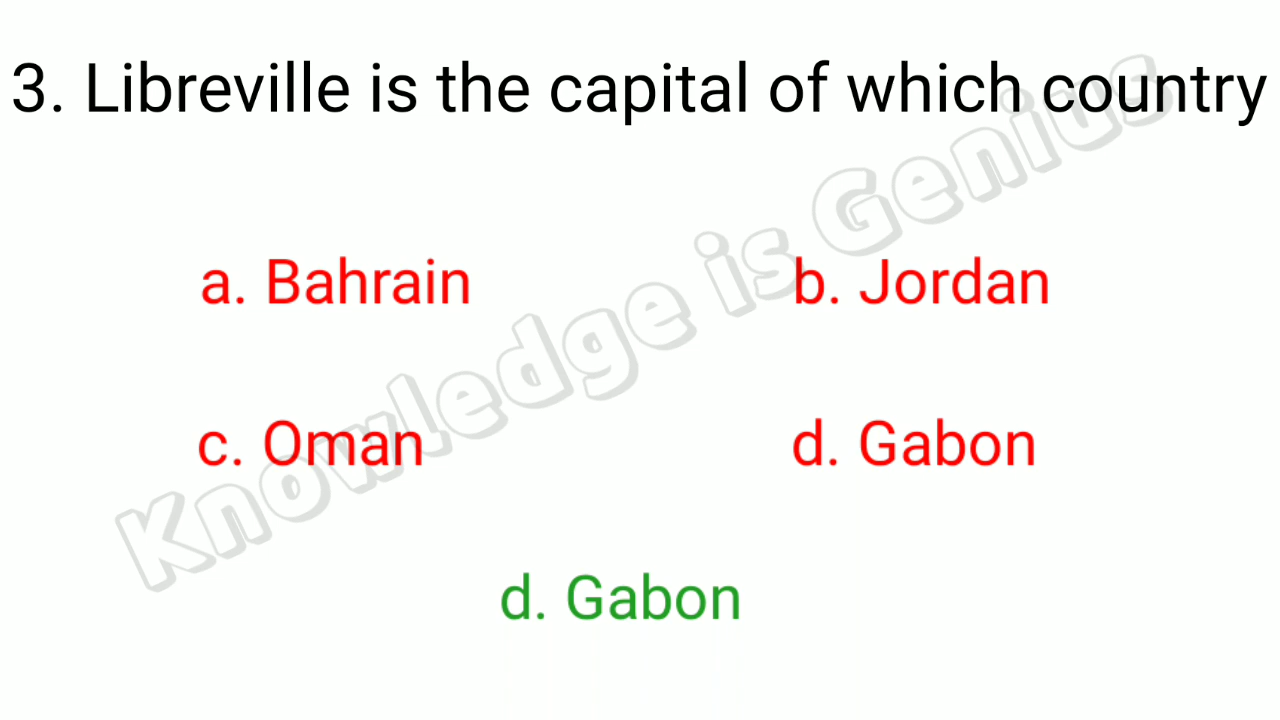 3. Libreville is the capital of which country
a. Bahrain
b. Jordan
c. Oman
d. Gabon
d. Gabon
Knowledge is Genius